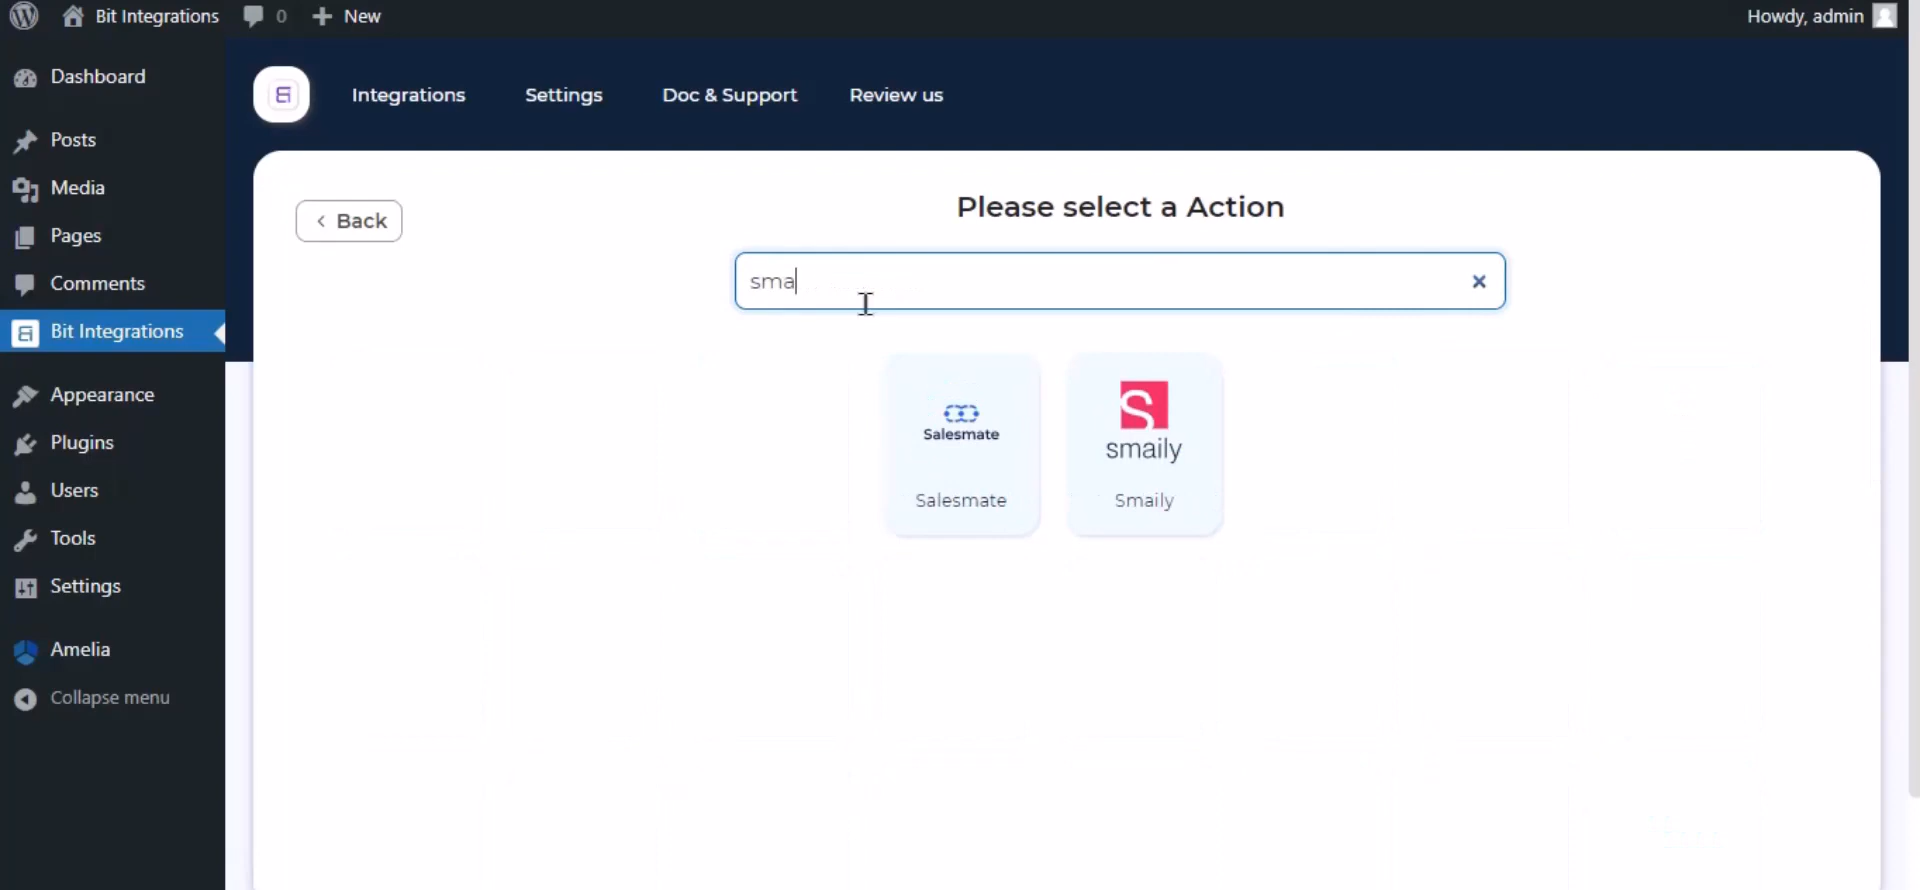 Bit Integrations 0 New Howdy, admin
Dashboard
Posts
Media
Pages
Comments
Bit Integrations
Appearance
Plugins
Users
Tools
Settings
Amelia
Collapse menu
Integrations Settings Doc & Support Review us
Back
Please select a Action
sma
Salesmate
Salesmate
smaily
Smaily